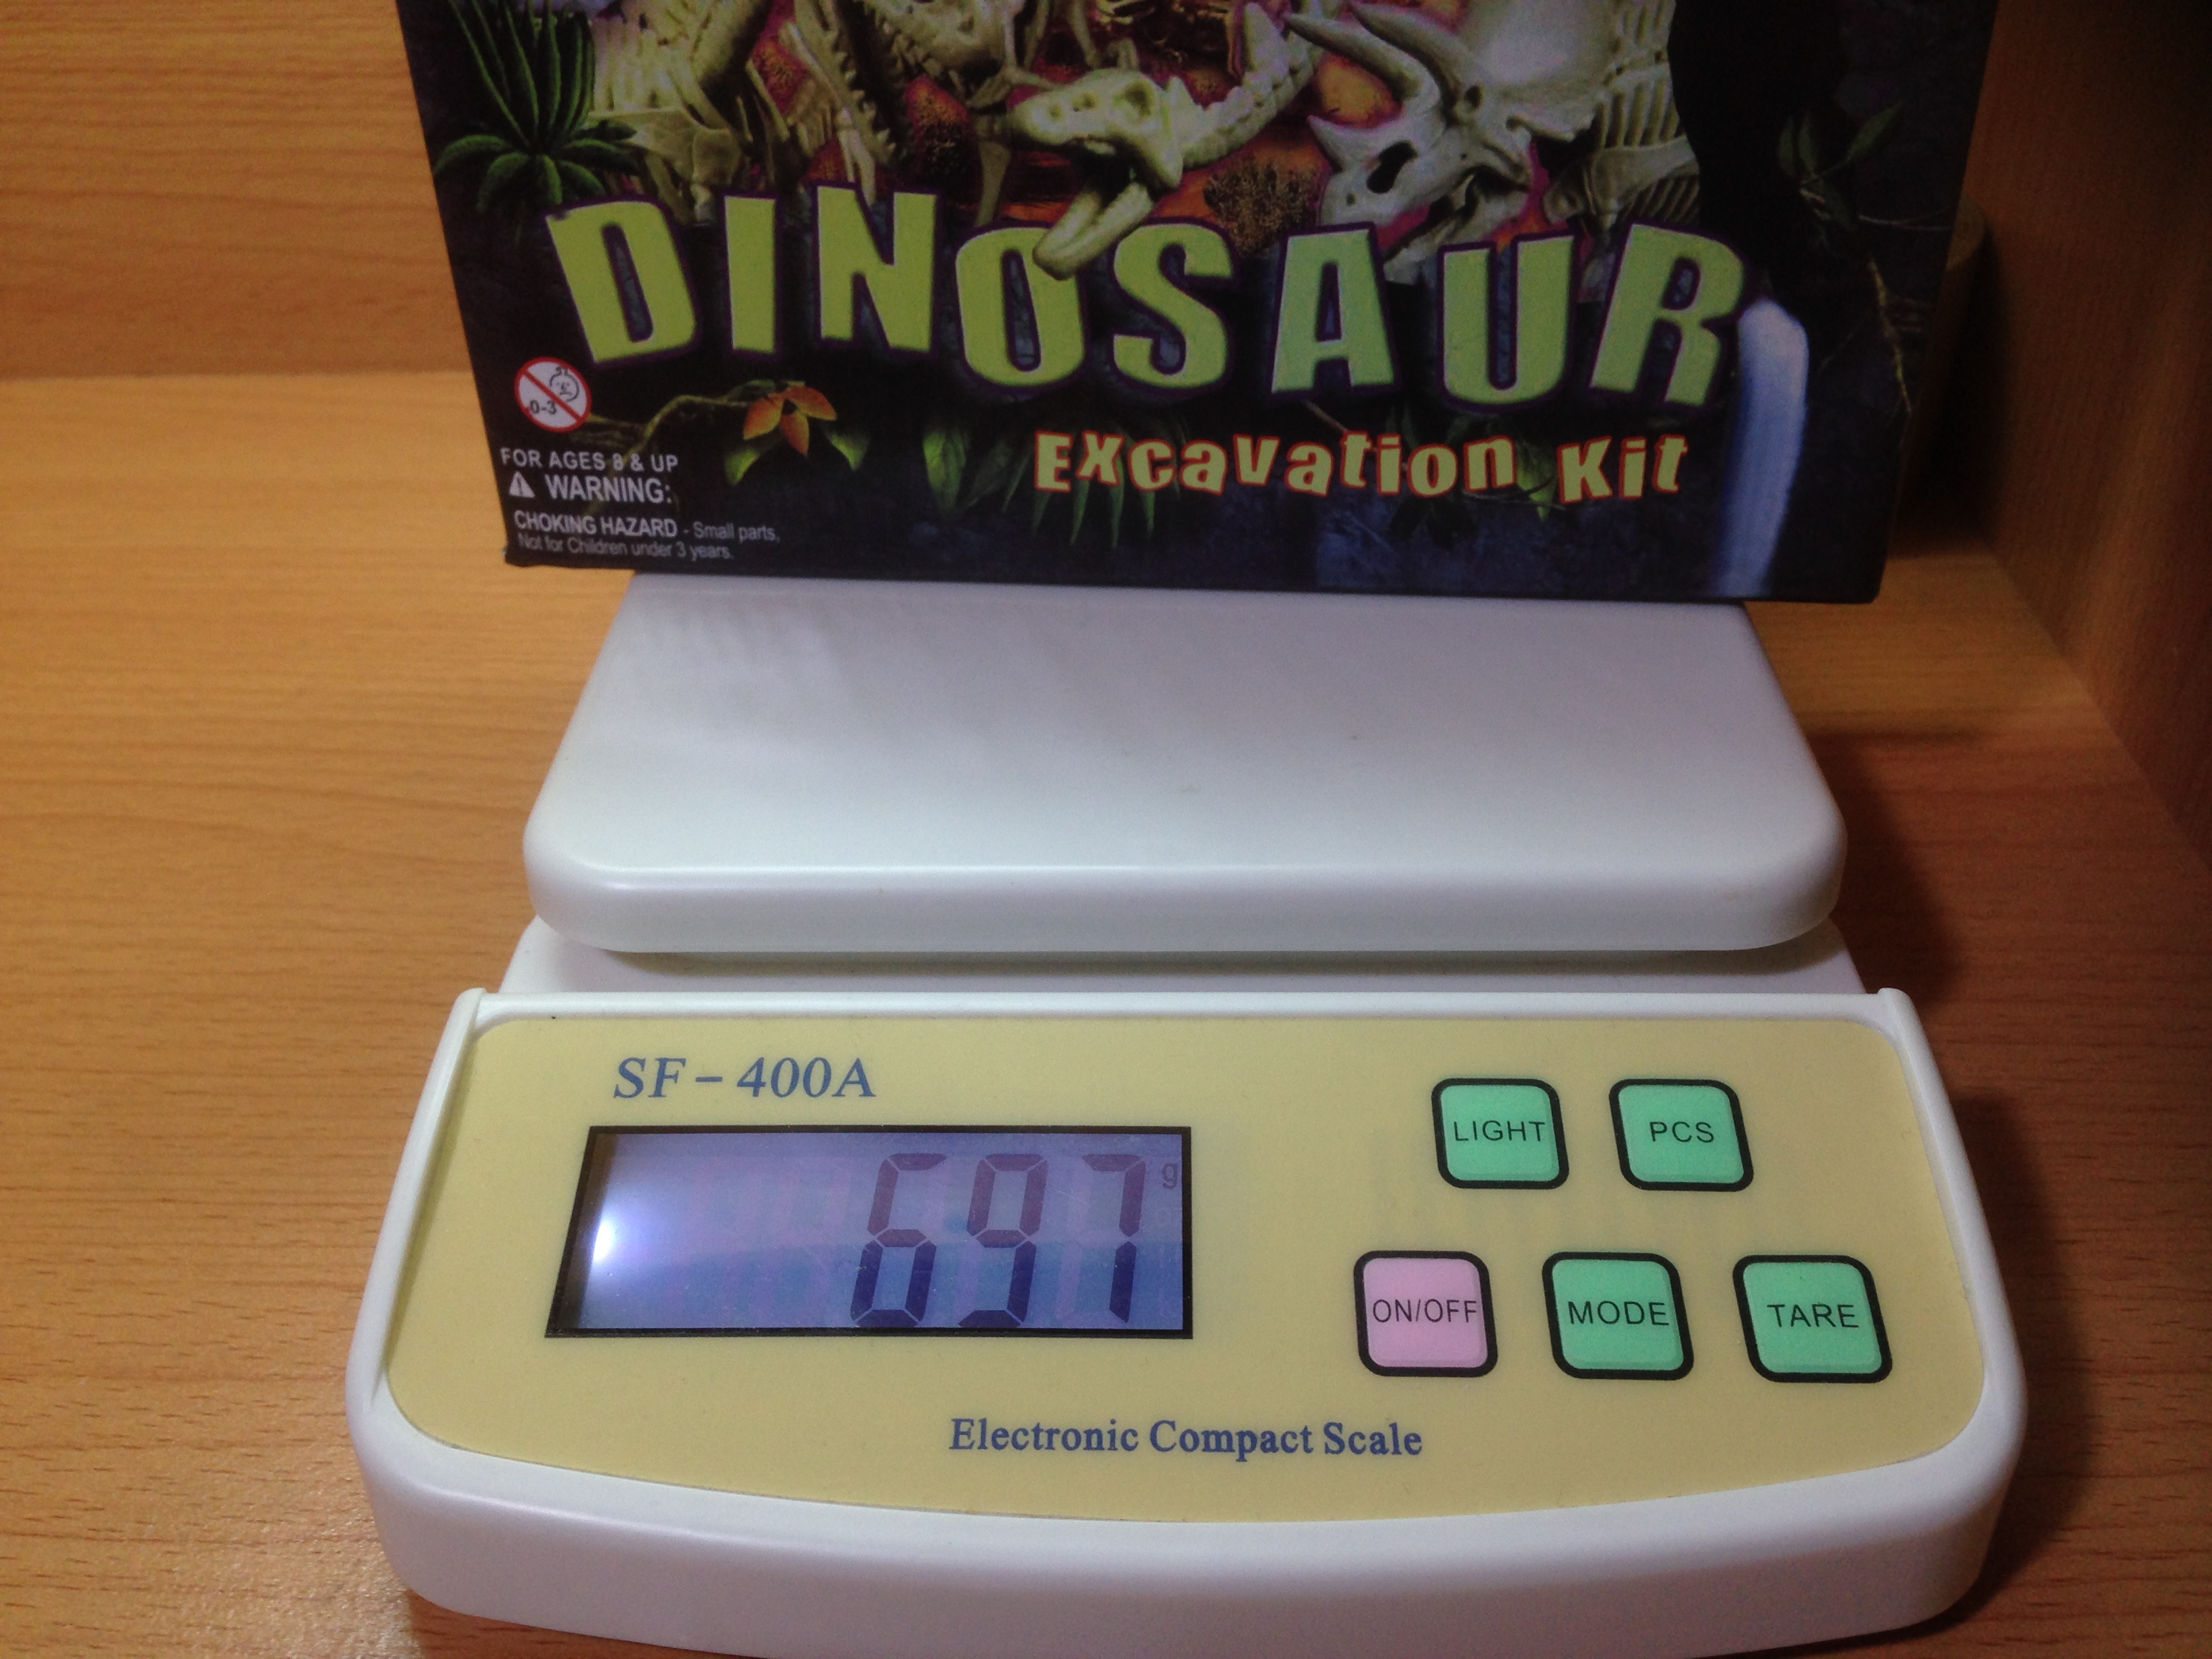 DINOSAUR
Excavation Kit
0-3
FOR AGES 8 & UP
WARNING:
CHOKING HAZARD - Small parts,
Not for Children under 3 years.
SF-400A
697 g
LIGHT PCS
ON/OFF MODE TARE
Electronic Compact Scale